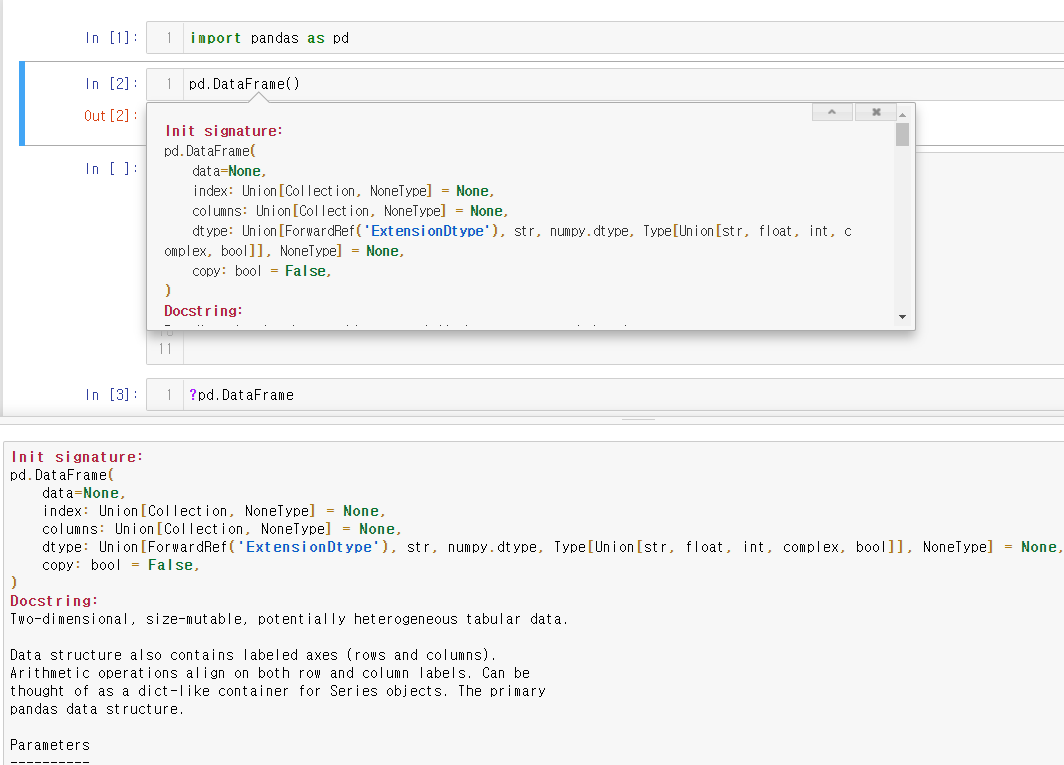 In [1]:
1 import pandas as pd
In [2]:
1 pd.DataFrame()
Out[2]:
Init signature:
pd.DataFrame(
data=None,
index: Union[Collection, NoneType] = None,
columns: Union[Collection, NoneType] = None,
dtype: Union[ForwardRef('ExtensionDtype'), str, numpy.dtype, Type[Union[str, float, int, c
omplex, bool]], NoneType] = None,
copy: bool = False,
)
Docstring:
In [ ]:
11
In [3]:
1 ?pd.DataFrame
Init signature:
pd.DataFrame(
data=None,
index: Union[Collection, NoneType] = None,
columns: Union[Collection, NoneType] = None,
dtype: Union[ForwardRef('ExtensionDtype'), str, numpy.dtype, Type[Union[str, float, int, complex, bool]], NoneType] = None,
copy: bool = False,
)
Docstring:
Two-dimensional, size-mutable, potentially heterogeneous tabular data.
Data structure also contains labeled axes (rows and columns).
Arithmetic operations align on both row and column labels. Can be
thought of as a dict-like container for Series objects. The primary
pandas data structure.
Parameters
----------